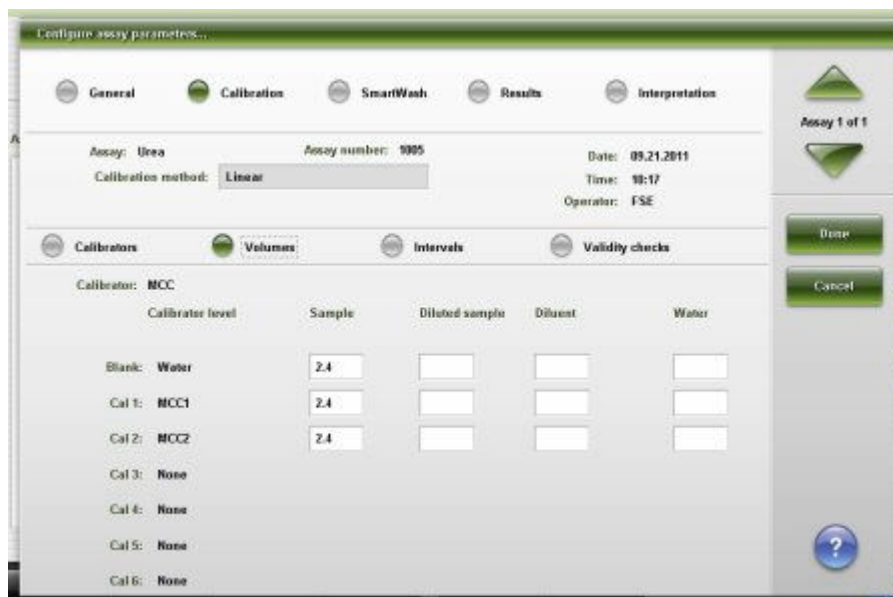 Configure assay parameters...
General Calibration SmartWash Results Interpretation
Assay 1 of 1
Assay: Urea Assay number: 1005 Date: 09.21.2011
Calibration method: Linear Time: 10:17
Operator: FSE
Done
Calibrators Volumes Intervals Validity checks
Cancel
Calibrator: MCC
Calibrator level Sample Diluted sample Diluent Water
Blank: Water 2.4
Cal 1: MCC1 2.4
Cal 2: MCC2 2.4
Cal 3: None
Cal 4: None
Cal 5: None
?
Cal 6: None